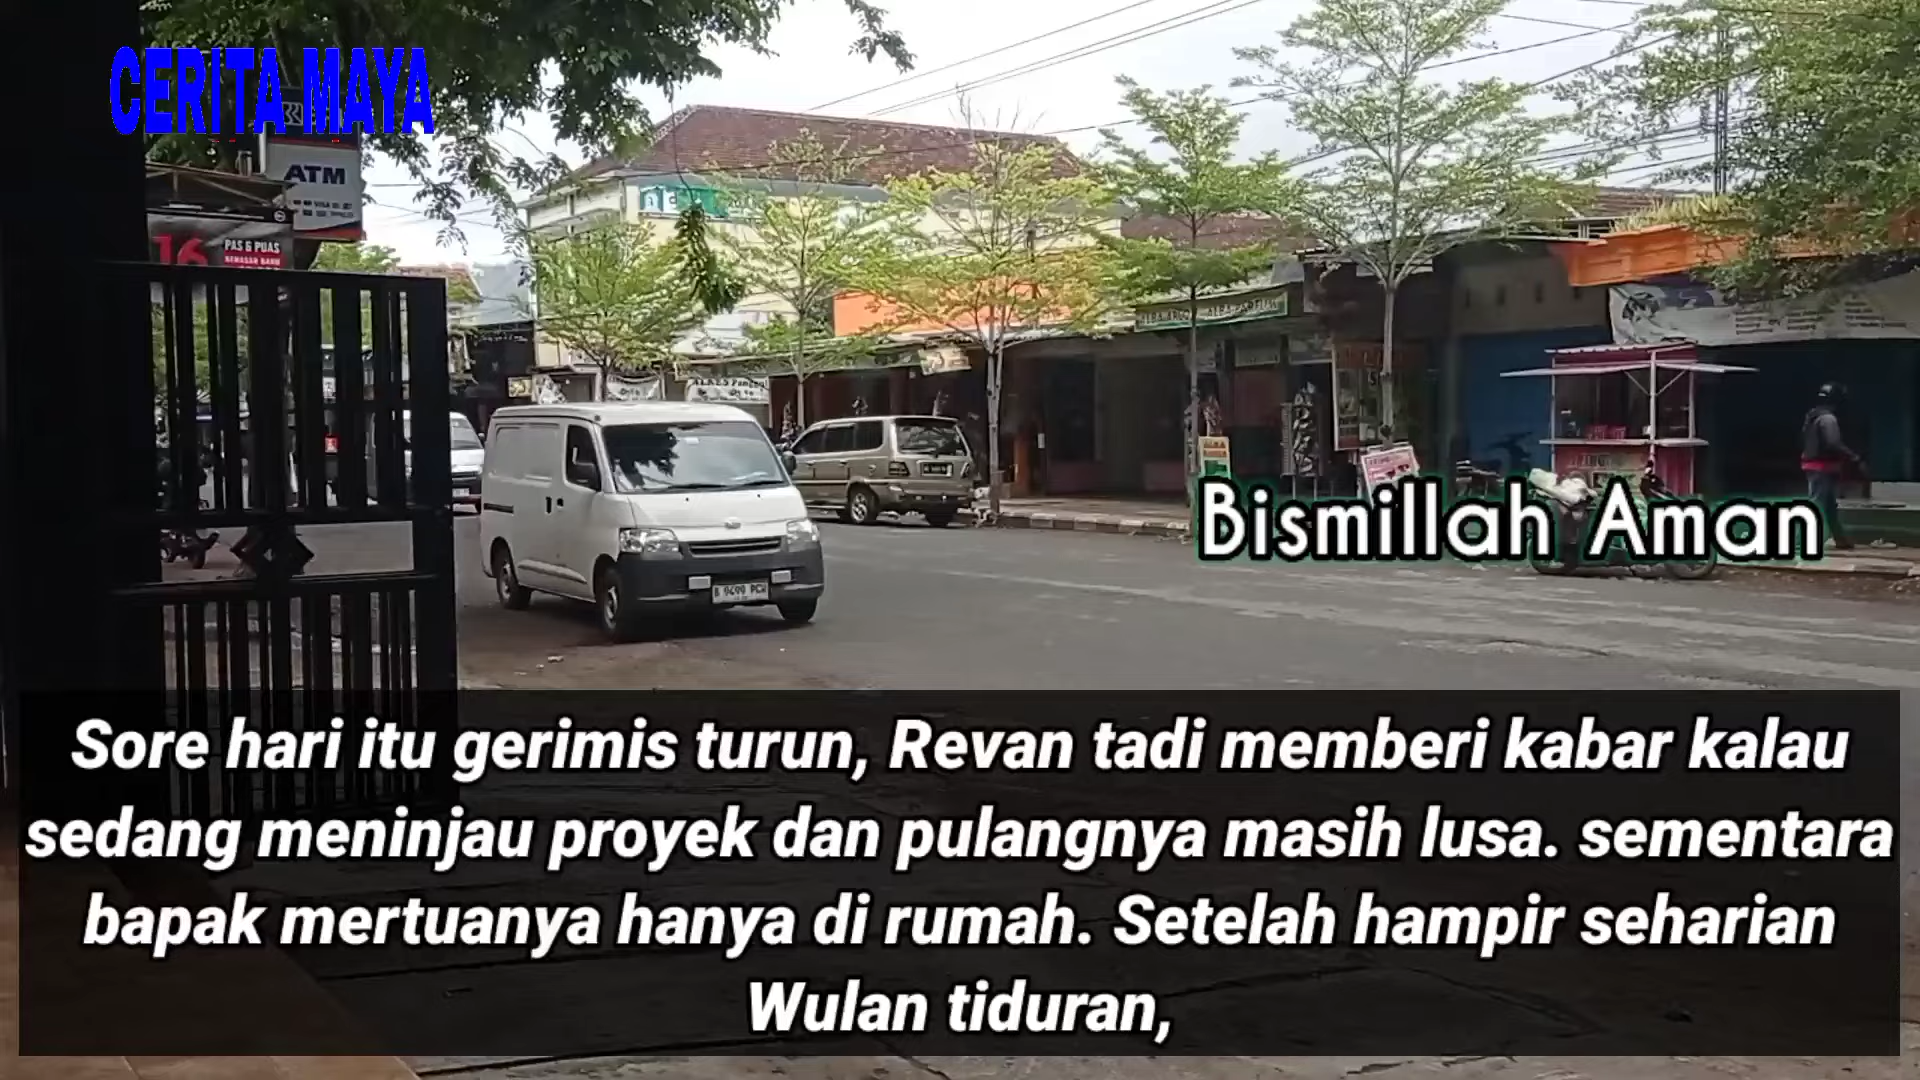 CERITA MAYA
ATM
16
PAS & PUAS
Bismillah Aman
Sore hari itu gerimis turun, Revan tadi memberi kabar kalau
sedang meninjau proyek dan pulangnya masih lusa. sementara
bapak mertuanya hanya di rumah. Setelah hampir seharian
Wulan tiduran,